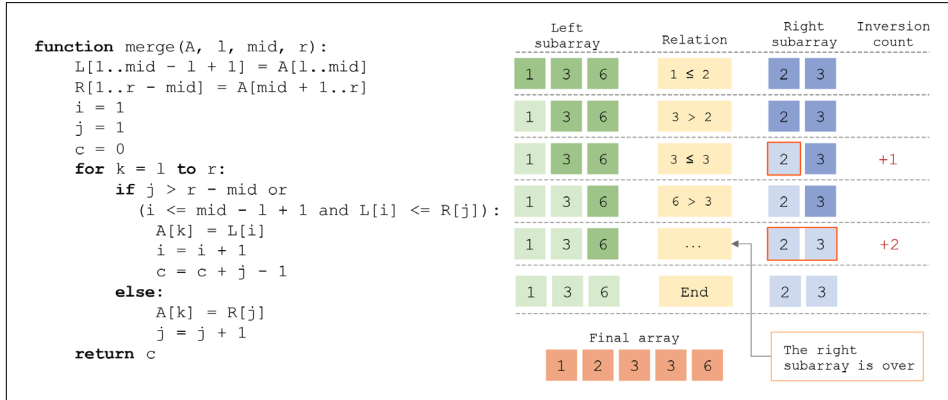 function merge(A, l, mid, r):
L[1..mid - l + 1] = A[l..mid]
R[1..r - mid] = A[mid + 1..r]
i = 1
j = 1
c = 0
for k = l to r:
if j > r - mid or
(i <= mid - l + 1 and L[i] <= R[j]):
A[k] = L[i]
i = i + 1
c = c + j - 1
else:
A[k] = R[j]
j = j + 1
return c
Left subarray Relation Right subarray Inversion count
1 3 6 1 ≤ 2 2 3
1 3 6 3 > 2 2 3
1 3 6 3 ≤ 3 2 3 +1
1 3 6 6 > 3 2 3
1 3 6 ... 2 3 +2
1 3 6 End 2 3
Final array
1 2 3 3 6
The right
subarray is over